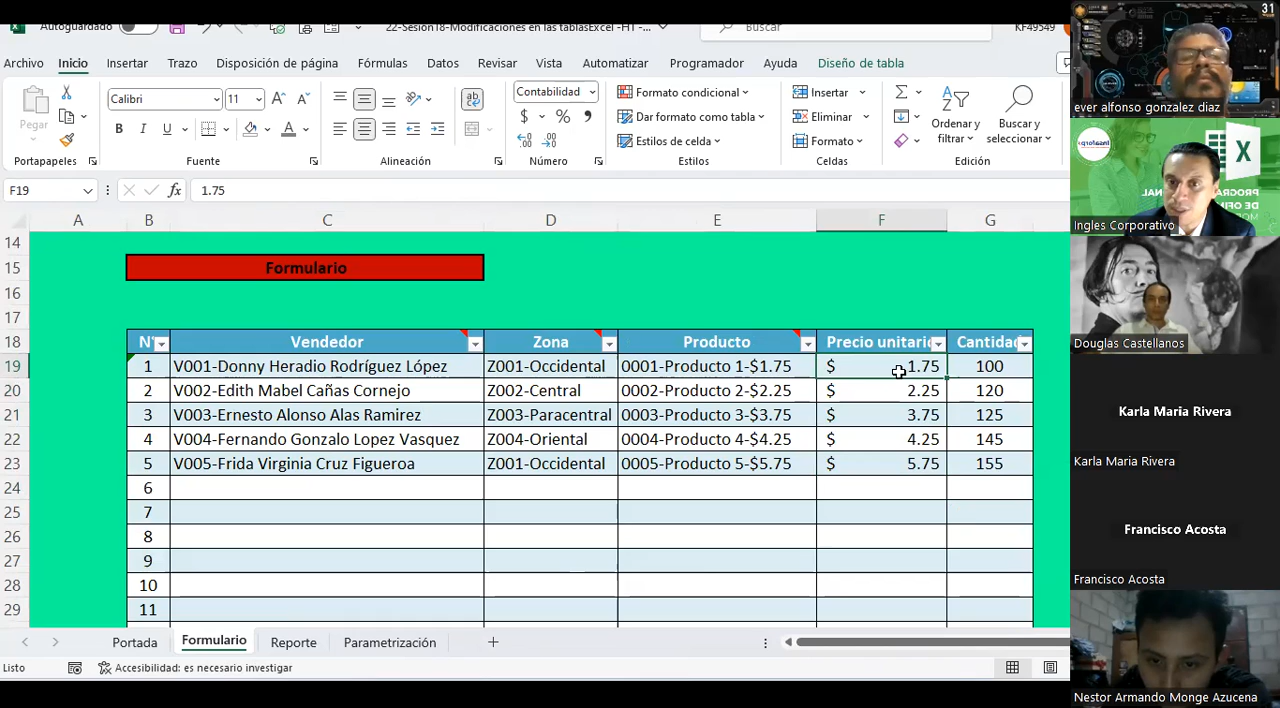 Autoguardado 22-Sesion18-Modificaciones en las tablasExcel -HT -... Buscar KF49549
Archivo Inicio Insertar Trazo Disposición de página Formulas Datos Revisar Vista Automatizar Programador Ayuda Diseño de tabla
Pegar
Portapapeles
Calibri 11
N K S
Fuente
Alineación
Contabilidad
$ %
Número
Formato condicional
Dar formato como tabla
Estilos de celda
Estilos
Insertar
Eliminar
Formato
Celdas
Ordenar y filtrar
Buscar y seleccionar
Edición
F19 fx 1.75
A B C D E F G
14
15 Formulario
16
17
18 N° Vendedor Zona Producto Precio unitario Cantidad
19 1 V001-Donny Heradio Rodríguez López Z001-Occidental 0001-Producto 1-$1.75 $ 1.75 100
20 2 V002-Edith Mabel Cañas Cornejo Z002-Central 0002-Producto 2-$2.25 $ 2.25 120
21 3 V003-Ernesto Alonso Alas Ramirez Z003-Paracentral 0003-Producto 3-$3.75 $ 3.75 125
22 4 V004-Fernando Gonzalo Lopez Vasquez Z004-Oriental 0004-Producto 4-$4.25 $ 4.25 145
23 5 V005-Frida Virginia Cruz Figueroa Z001-Occidental 0005-Producto 5-$5.75 $ 5.75 155
24 6
25 7
26 8
27 9
28 10
29 11
Portada Formulario Reporte Parametrización
Listo Accesibilidad: es necesario investigar
31
ever alfonso gonzalez diaz
Ingles Corporativo
Douglas Castellanos
Karla Maria Rivera
Karla Maria Rivera
Francisco Acosta
Francisco Acosta
Nestor Armando Monge Azucena